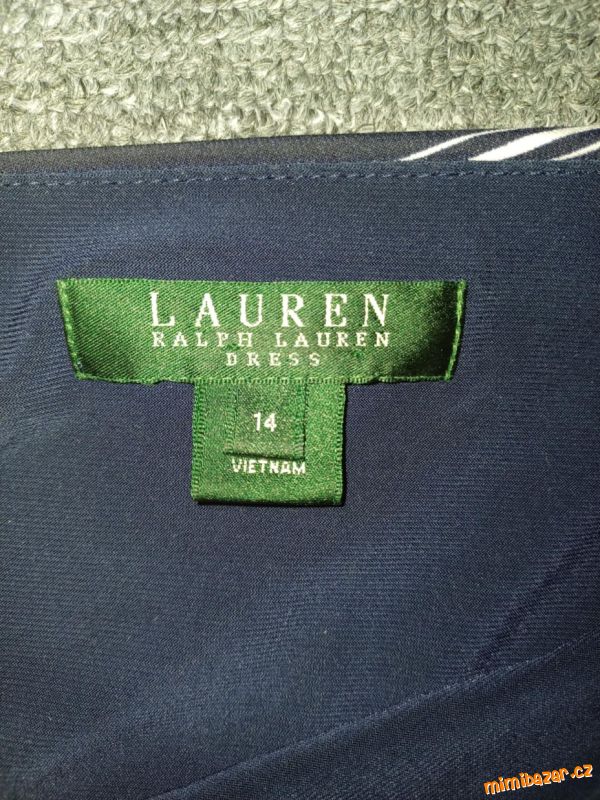 LAUREN
RALPH LAUREN
DRESS
14
VIETNAM
mimibazar.cz